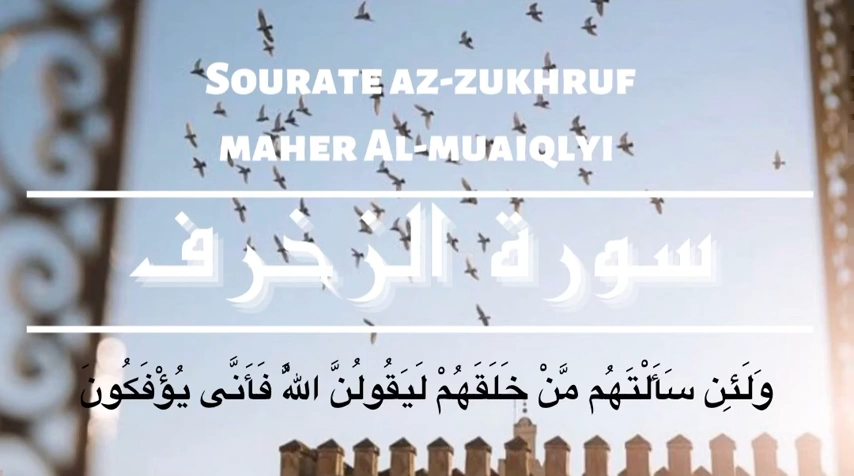 Sourate az-zukhruf
maher Al-muaiqlyi
سورة الزخرف
وَلَئِن سَأَلْتَهُم مَّنْ خَلَقَهُمْ لَيَقُولُنَّ اللَّهُ فَأَنَّى يُؤْفَكُونَ